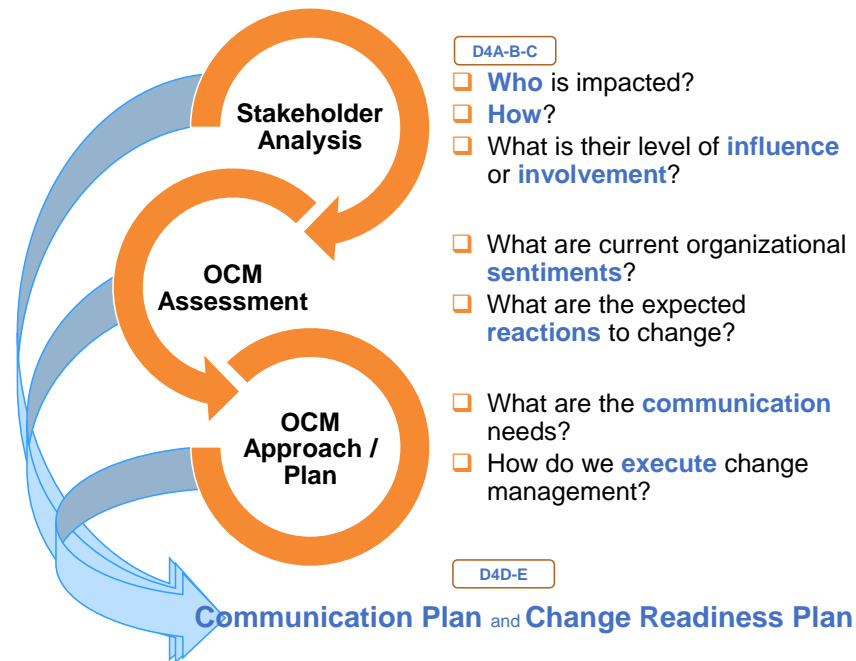 D4A-B-C
Stakeholder
Analysis
❑ Who is impacted?
❑ How?
❑ What is their level of influence
or involvement?
OCM
Assessment
❑ What are current organizational
sentiments?
❑ What are the expected
reactions to change?
OCM
Approach /
Plan
❑ What are the communication
needs?
❑ How do we execute change
management?
D4D-E
Communication Plan and Change Readiness Plan